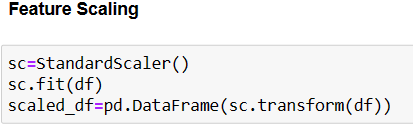 Feature Scaling
sc=StandardScaler()
sc.fit(df)
scaled_df=pd.DataFrame(sc.transform(df))